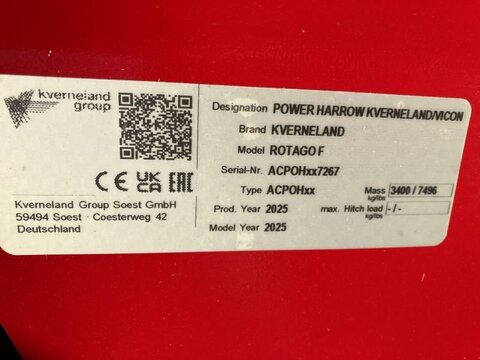 kverneland
group
CE UK CA EAC
Kverneland Group Soest GmbH
59494 Soest · Coesterweg 42
Deutschland
Designation POWER HARROW KVERNELAND/VICON
Brand KVERNELAND
Model ROTAGO F
Serial-Nr. ACPOHxx7267
Type ACPOHxx Mass kg/lbs 3400 / 7496
Prod. Year 2025 max. Hitch load kg/lbs - / -
Model Year 2025